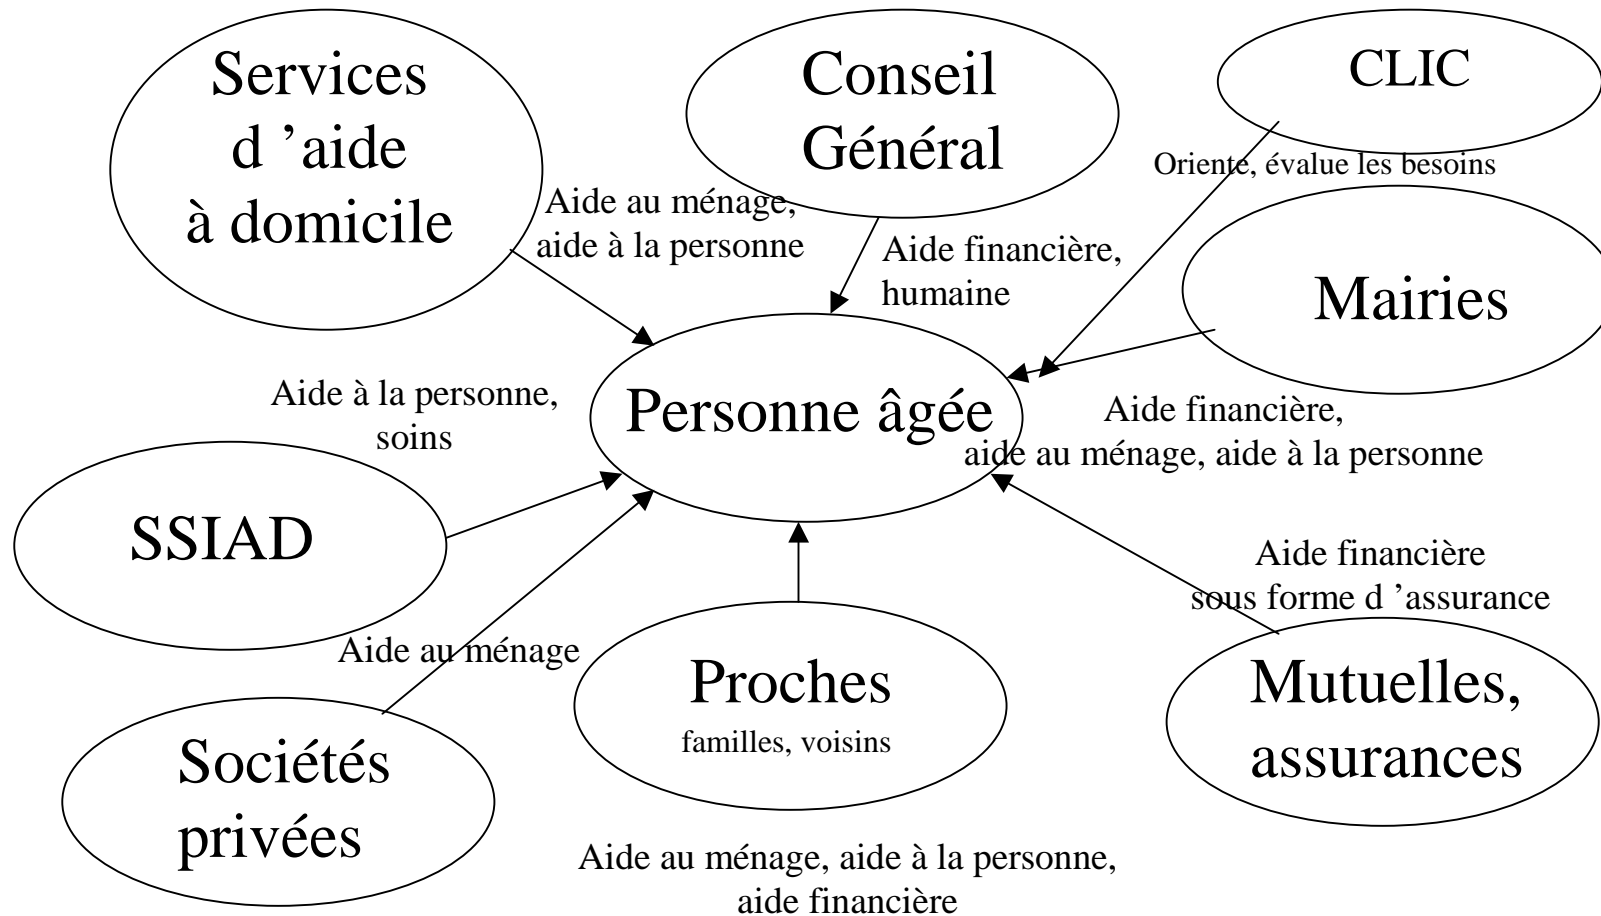 Services
d ’aide
à domicile
Conseil
Général
CLIC
Oriente, évalue les besoins
Aide au ménage,
aide à la personne
Aide financière,
humaine
Mairies
Personne âgée
Aide à la personne,
soins
Aide financière,
aide au ménage, aide à la personne
SSIAD
Aide financière
sous forme d ’assurance
Aide au ménage
Proches
familles, voisins
Mutuelles,
assurances
Sociétés
privées
Aide au ménage, aide à la personne,
aide financière